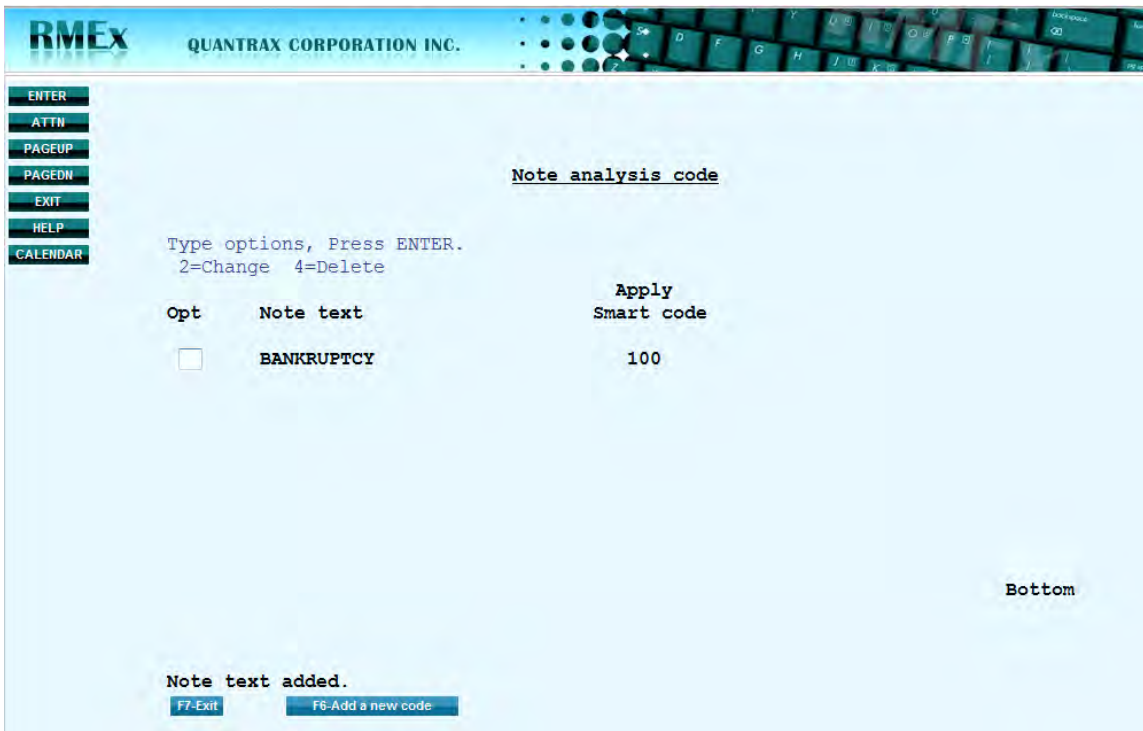 RMEx QUANTRAX CORPORATION INC.
ENTER
ATTN
PAGEUP
PAGEDN
EXIT
HELP
CALENDAR
Note analysis code
Type options, Press ENTER.
2=Change 4=Delete
Apply
Opt Note text Smart code
BANKRUPTCY 100
Bottom
Note text added.
F7-Exit F6-Add a new code